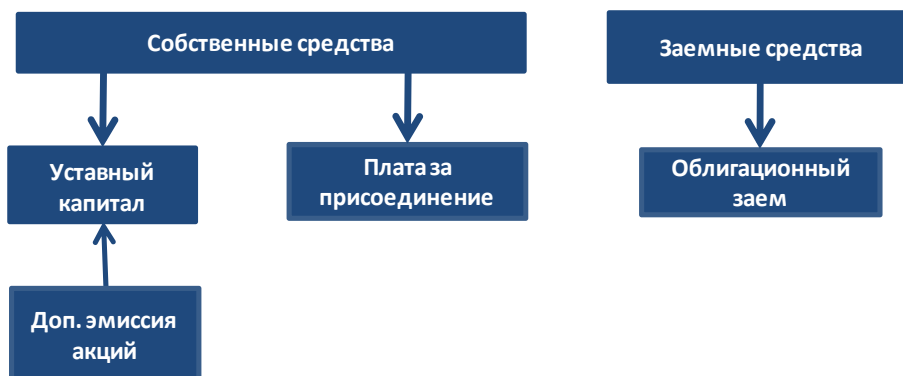 Собственные средства
Заемные средства
Уставный
капитал
Плата за
присоединение
Облигационный
заем
Доп. эмиссия
акций